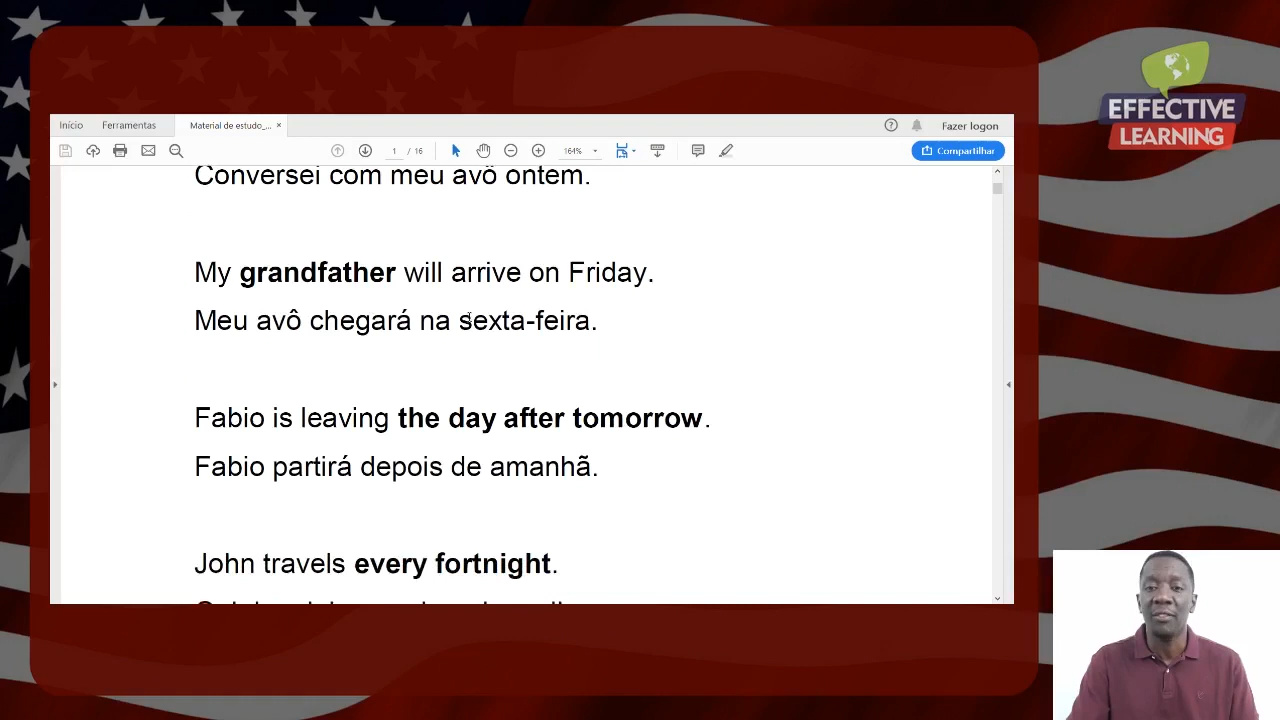 EFFECTIVE
LEARNING
Início Ferramentas Material de estudo_... × Fazer logon
1 / 16 164% Compartilhar
Conversei com meu avô ontem.
My grandfather will arrive on Friday.
Meu avô chegará na sexta-feira.
Fabio is leaving the day after tomorrow.
Fabio partirá depois de amanhã.
John travels every fortnight.